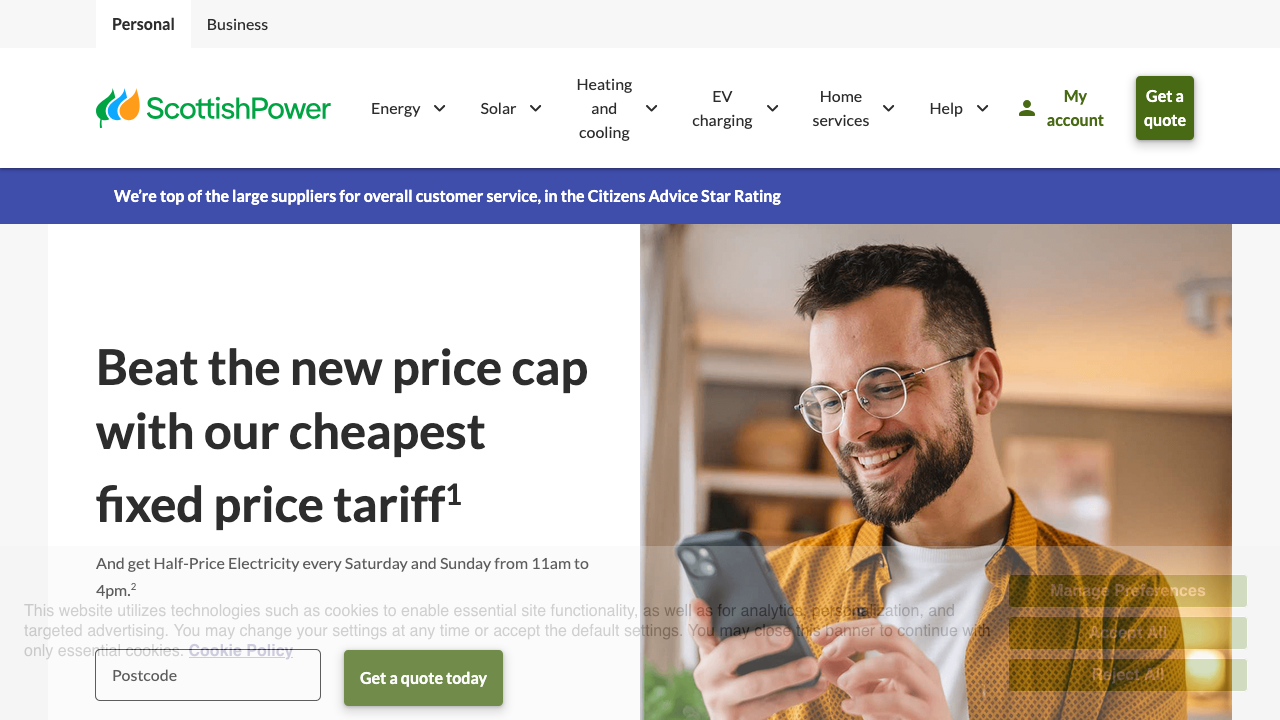 Personal
Business
ScottishPower
Energy
Solar
Heating
and
cooling
EV
charging
Home
services
Help
My
account
Get a
quote
We're top of the large suppliers for overall customer service, in the Citizens Advice Star Rating
Beat the new price cap
with our cheapest
fixed price tariff1
And get Half-Price Electricity every Saturday and Sunday from 11am to
4pm.2
This website utilizes technologies such as cookies to enable essential site functionality, as well as for analytics, personalization, and
targeted advertising. You may change your settings at any time or accept the default settings. You may close this banner to continue with
only essential cookies. Cookie Policy
Manage Preferences
Accept All
Reject All
Postcode
Get a quote today